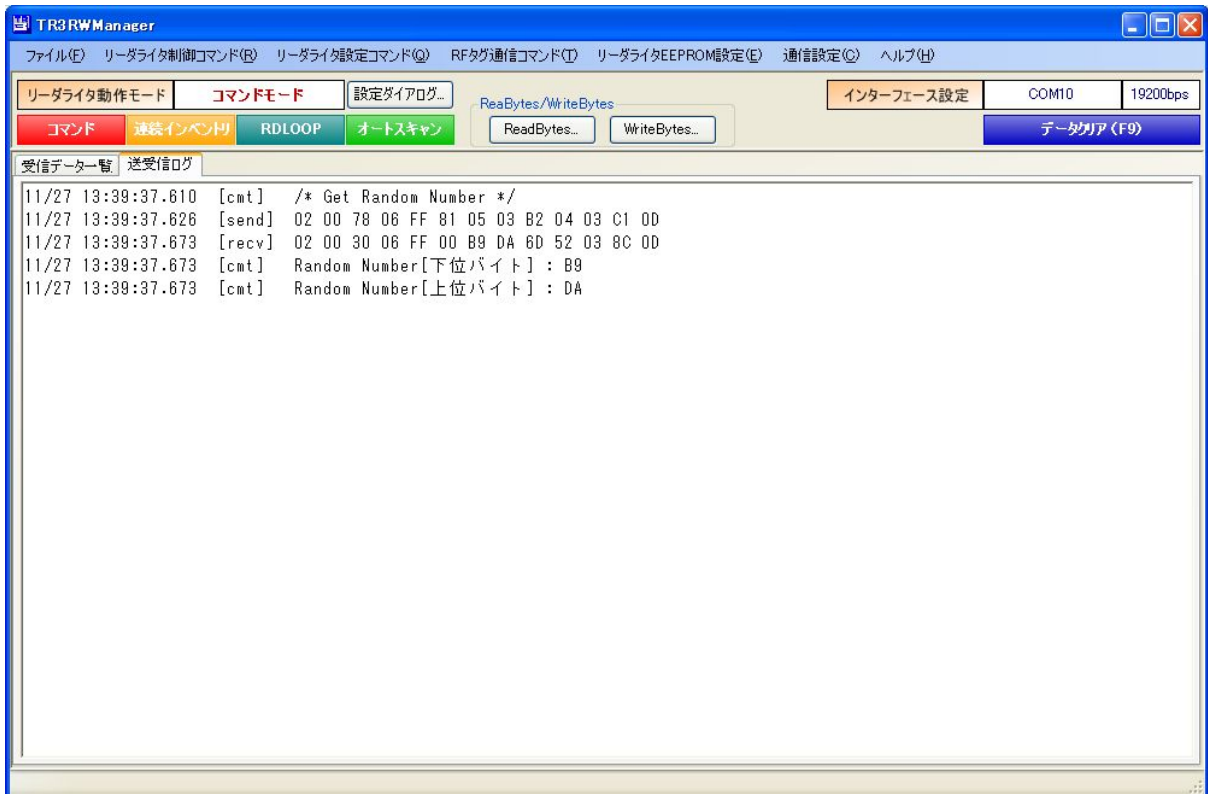 TR3RWManager
ファイル(F) リーダライタ制御コマンド(R) リーダライタ設定コマンド(Q) RFタグ通信コマンド(T) リーダライタEEPROM設定(E) 通信設定(C) ヘルプ(H)
リーダライタ動作モード コマンドモード 設定ダイアログ... ReaBytes/WriteBytes インターフェース設定 COM10 19200bps
コマンド 連続インベントリ RDLOOP オートスキャン ReadBytes... WriteBytes... データクリア (F9)
受信データ一覧 送受信ログ
11/27 13:39:37.610 [cmt] /* Get Random Number */
11/27 13:39:37.626 [send] 02 00 78 06 FF 81 05 03 B2 04 03 C1 0D
11/27 13:39:37.673 [recv] 02 00 30 06 FF 00 B9 DA 6D 52 03 8C 0D
11/27 13:39:37.673 [cmt] Random Number[下位バイト] : B9
11/27 13:39:37.673 [cmt] Random Number[上位バイト] : DA